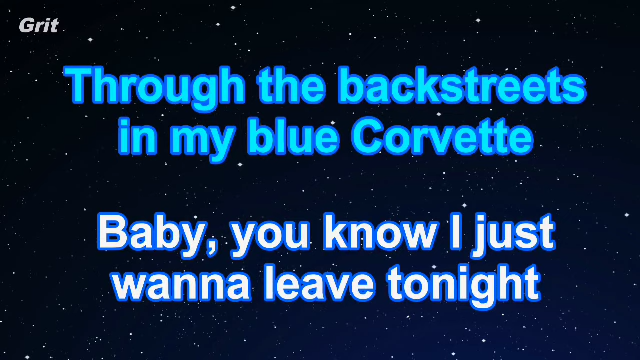 Grit
Through the backstreets
in my blue Corvette
Baby, you know I just
wanna leave tonight